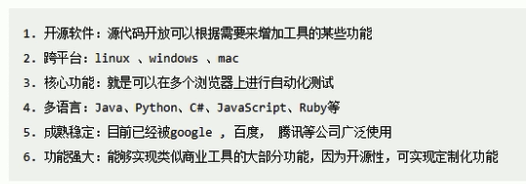 1. 开源软件：源代码开放可以根据需要来增加工具的某些功能
2. 跨平台：linux 、windows 、mac
3. 核心功能：就是可以在多个浏览器上进行自动化测试
4. 多语言：Java、Python、C#、JavaScript、Ruby等
5. 成熟稳定：目前已经被google , 百度， 腾讯等公司广泛使用
6. 功能强大：能够实现类似商业工具的大部分功能，因为开源性，可实现定制化功能